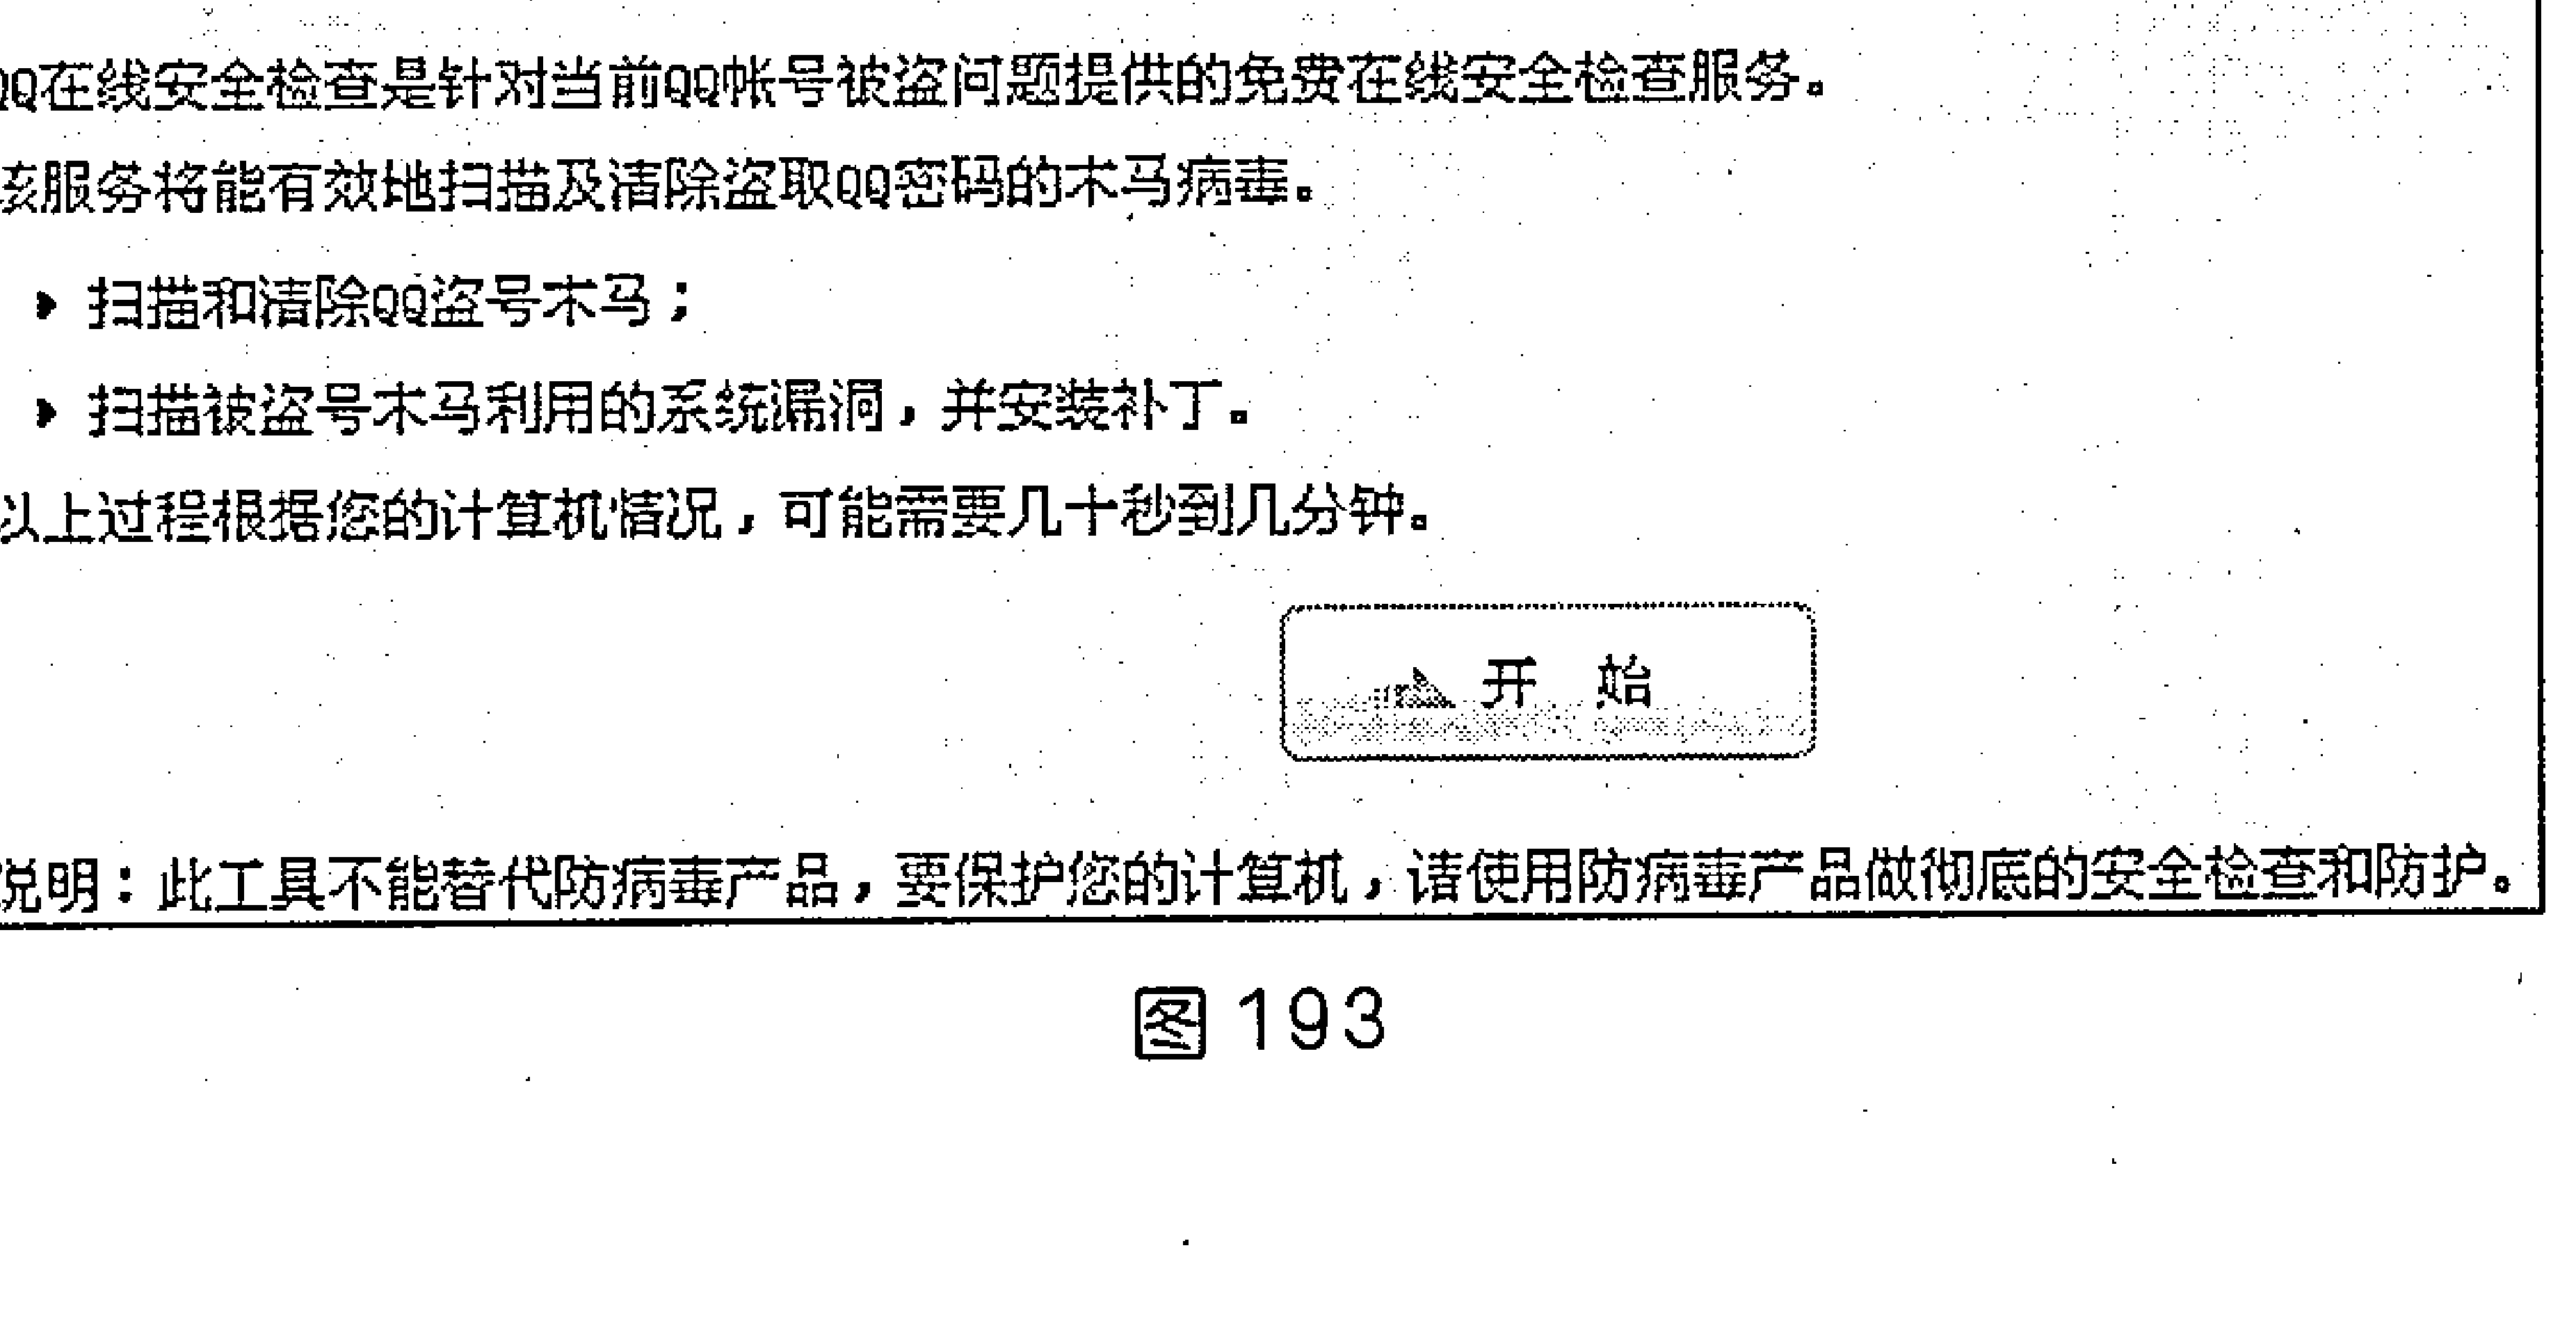 QQ在线安全检查是针对当前QQ帐号被盗问题提供的免费在线安全检查服务。
该服务将能有效地扫描及清除盗取QQ密码的木马病毒。
扫描和清除QQ盗号木马；
扫描被盗号木马利用的系统漏洞，并安装补丁。
以上过程根据您的计算机情况，可能需要几十秒到几分钟。
开 始
说明：此工具不能替代防病毒产品，要保护您的计算机，请使用防病毒产品做彻底的安全检查和防护。
图193